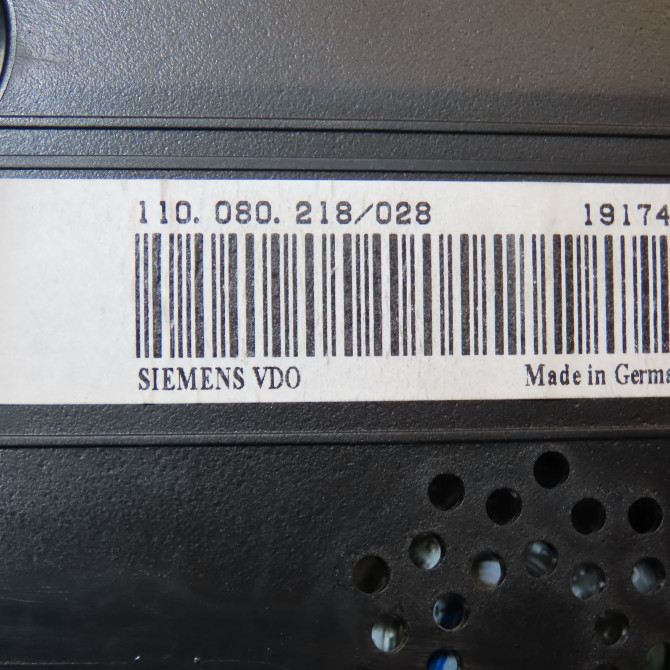 110.080.218/028 19174
SIEMENS VDO Made in Germa